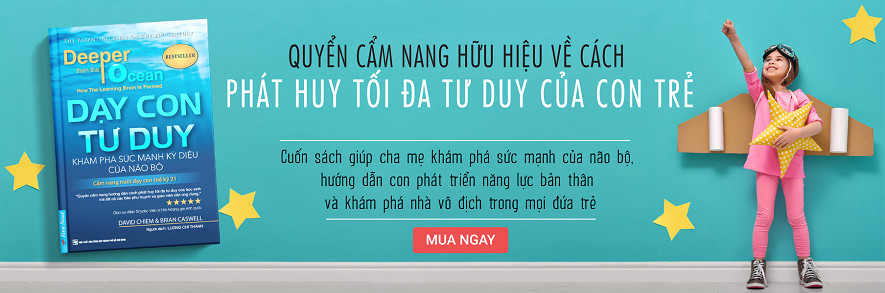 Deeper
than the
Ocean
How The Learning Brain Is Formed
BESTSELLER
DẠY CON
TƯ DUY
KHÁM PHÁ SỨC MẠNH KỲ DIỆU
CỦA NÃO BỘ
Cẩm nang nuôi dạy con thế kỷ 21
DAVID CHIEM & BRIAN CASWELL
Người dịch: LƯƠNG CHÍ THÀNH
First News
QUYỂN CẨM NANG HỮU HIỆU VỀ CÁCH
PHÁT HUY TỐI ĐA TƯ DUY CỦA CON TRẺ
Cuốn sách giúp cha mẹ khám phá sức mạnh của não bộ,
hướng dẫn con phát triển năng lực bản thân
và khám phá nhà vô địch trong mọi đứa trẻ
MUA NGAY